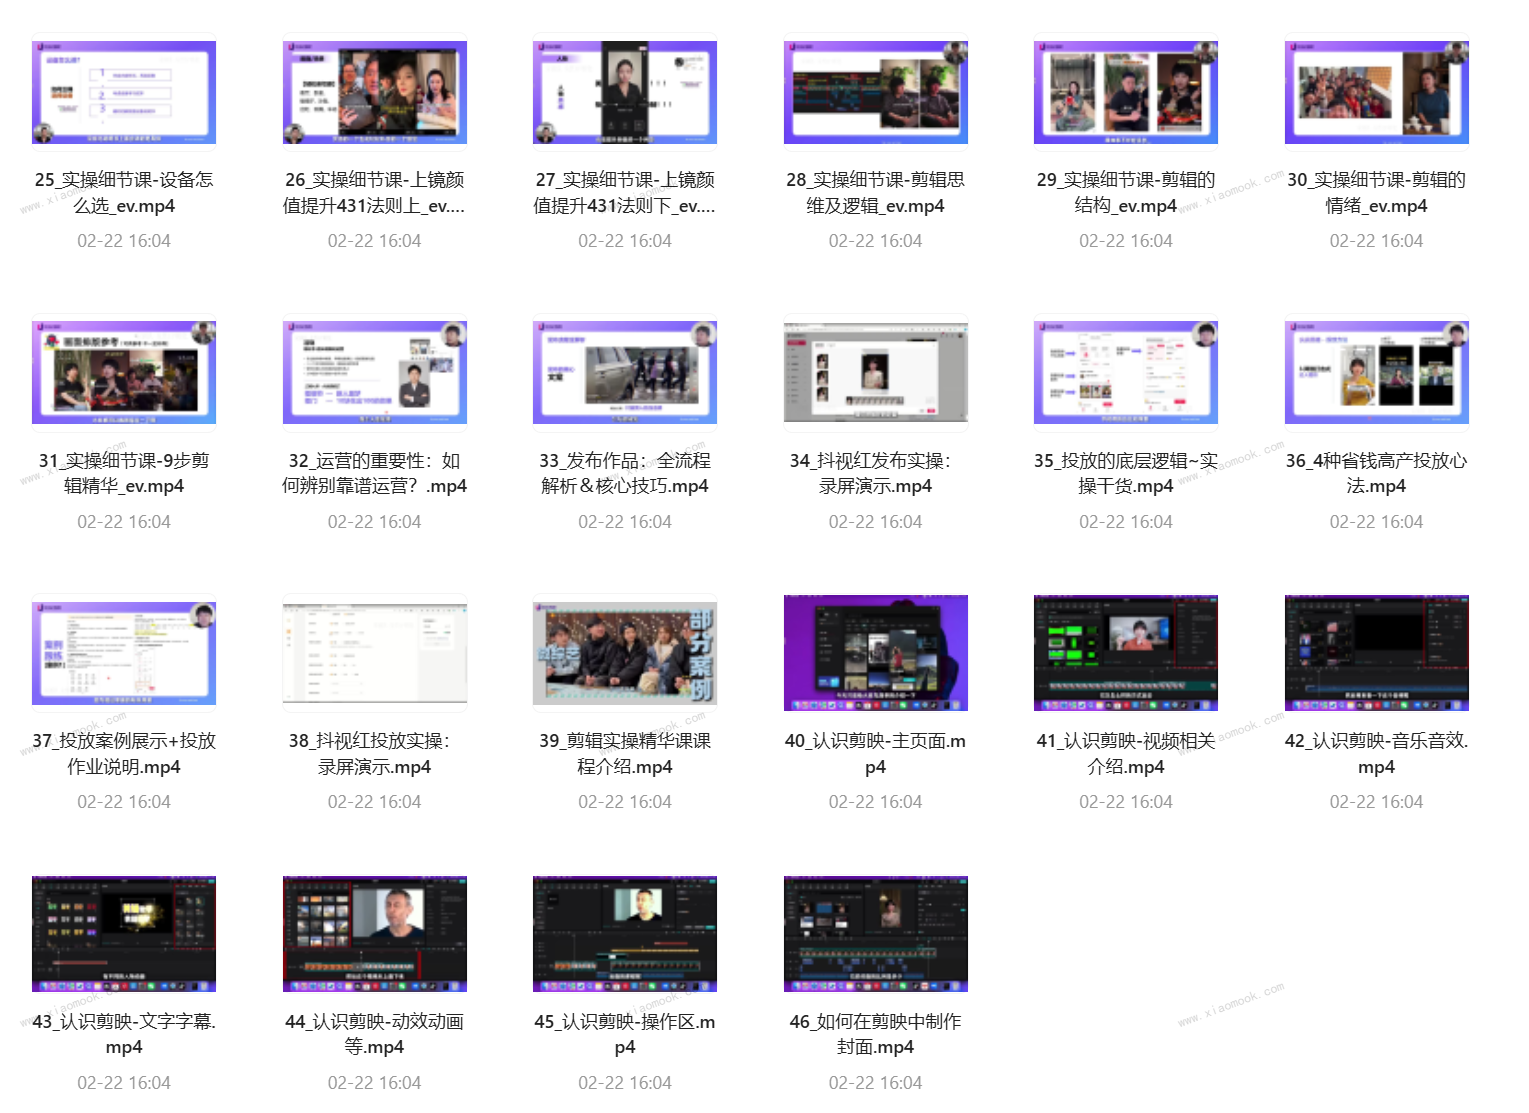 25_实操细节课-设备怎
么选_ev.mp4
02-22 16:04
26_实操细节课-上镜颜
值提升431法则上_ev....
02-22 16:04
27_实操细节课-上镜颜
值提升431法则下_ev....
02-22 16:04
28_实操细节课-剪辑思
维及逻辑_ev.mp4
02-22 16:04
29_实操细节课-剪辑的
结构_ev.mp4
02-22 16:04
30_实操细节课-剪辑的
情绪_ev.mp4
02-22 16:04
www.xiaomook.com
画面排版参考
31_实操细节课-9步剪
辑精华_ev.mp4
02-22 16:04
32_运营的重要性：如
何辨别靠谱运营？.mp4
02-22 16:04
33_发布作品：全流程
解析＆核心技巧.mp4
02-22 16:04
34_抖视红发布实操：
录屏演示.mp4
02-22 16:04
35_投放的底层逻辑~实
操干货.mp4
02-22 16:04
36_4种省钱高产投放心
法.mp4
02-22 16:04
www.xiaomook.com
部分案例
37_投放案例展示+投放
作业说明.mp4
02-22 16:04
38_抖视红投放实操：
录屏演示.mp4
02-22 16:04
39_剪辑实操精华课课
程介绍.mp4
02-22 16:04
40_认识剪映-主页面.m
p4
02-22 16:04
41_认识剪映-视频相关
介绍.mp4
02-22 16:04
42_认识剪映-音乐音效.
mp4
02-22 16:04
www.xiaomook.com
43_认识剪映-文字字幕.
mp4
02-22 16:04
44_认识剪映-动效动画
等.mp4
02-22 16:04
45_认识剪映-操作区.m
p4
02-22 16:04
46_如何在剪映中制作
封面.mp4
02-22 16:04
www.xiaomook.com